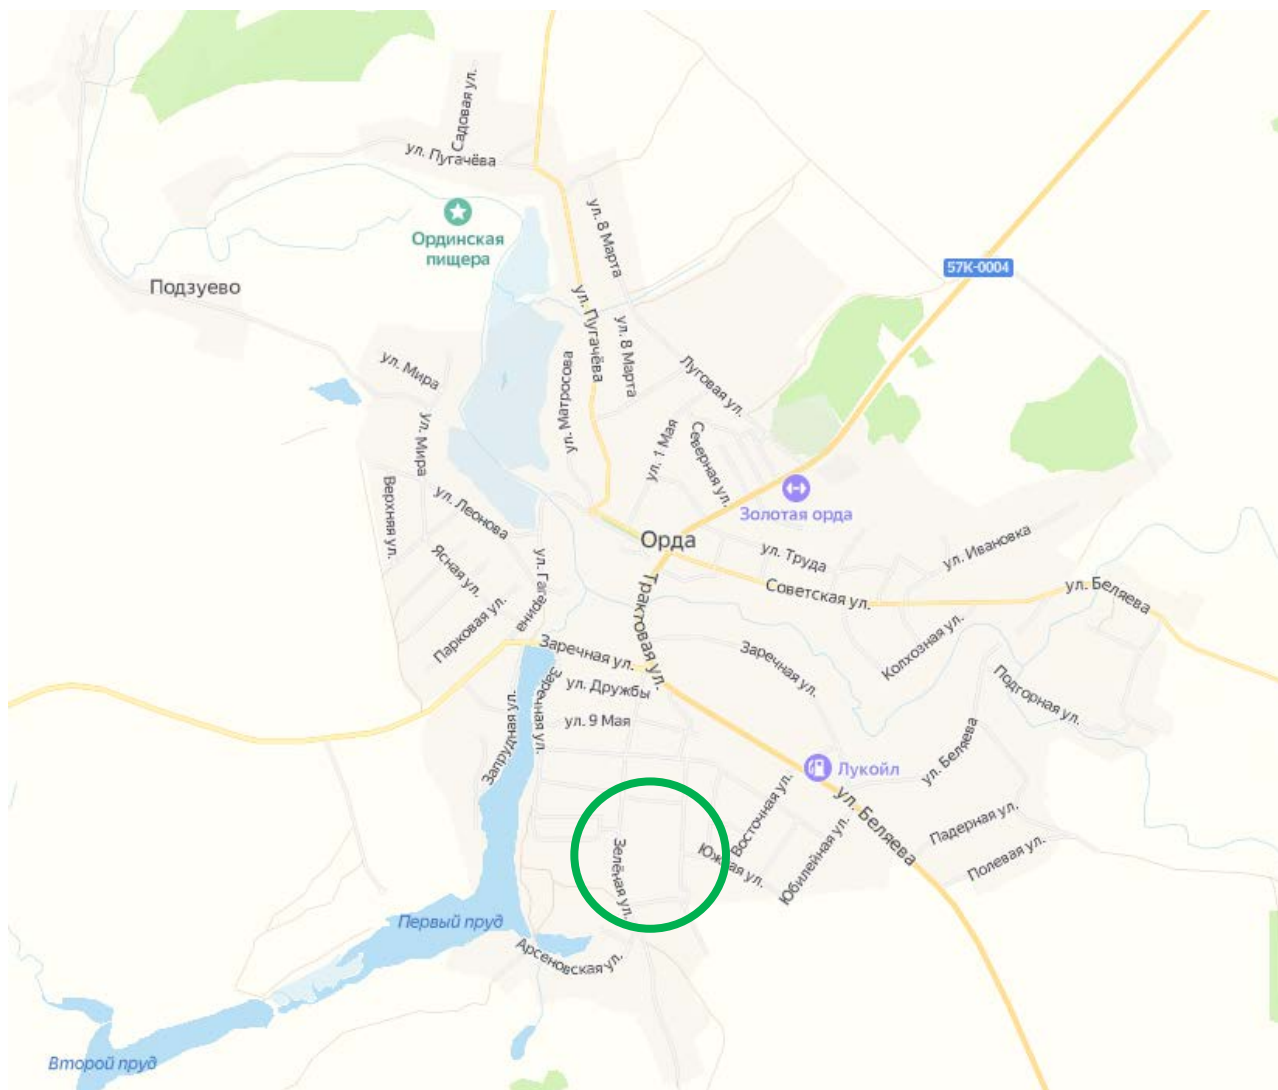 Садовая ул.
ул. Пугачёва
ул. 8 Марта
Ординская
пищера
57К-0004
Подзуево
ул. Пугачёва
ул. 8 Марта
ул. Мира
ул. Матросова
Луговая ул.
ул. Мира
ул. 1 Мая
Северная ул.
Верхняя ул.
ул. Леонова
Золотая орда
Орда
ул. Труда
ул. Ивановка
Ясная ул.
ул. Гагарина
Трактовая ул.
Советская ул.
ул. Беляева
Парковая ул.
Заречная ул.
Заречная ул.
Колхозная ул.
Заречная ул.
ул. Дружбы
Подгорная ул.
ул. 9 Мая
Запрудная ул.
ул. Беляева
Лукойл
Восточная ул.
ул. Беляева
Падерная ул.
Зелёная ул.
Южная ул.
Юбилейная ул.
Полевая ул.
Первый пруд
Арсеновская ул.
Второй пруд